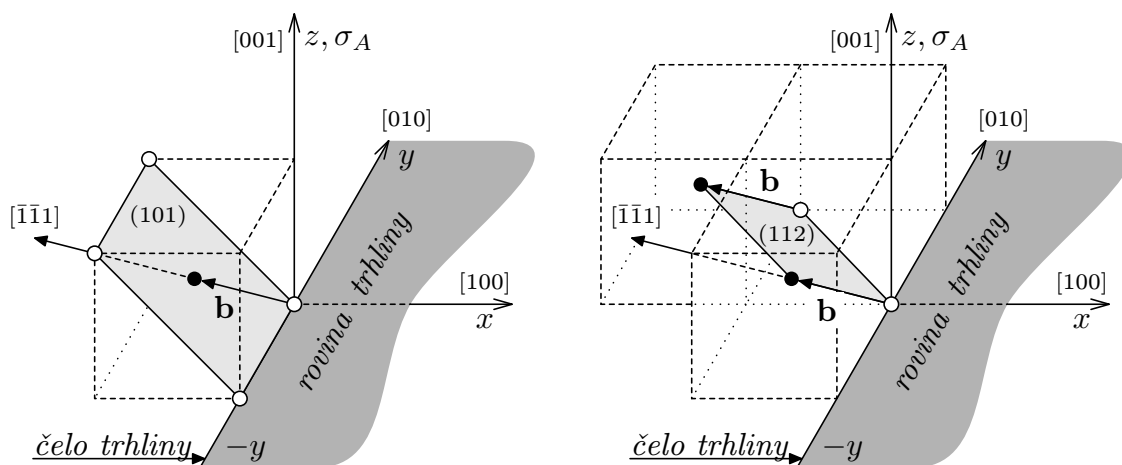 [001]
z, σ_A
[010]
y
(101)
[1̄1̄1]
b
[100]
x
rovina trhliny
čelo trhliny
−y
[001]
z, σ_A
[010]
y
b
(112)
[1̄1̄1]
b
[100]
x
rovina trhliny
čelo trhliny
−y